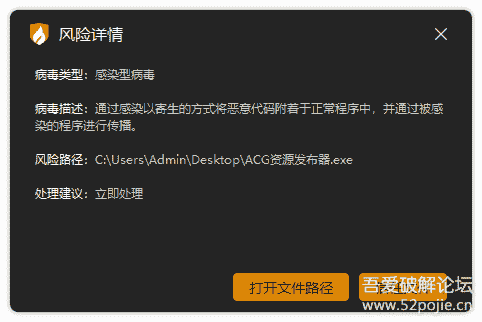 风险详情
病毒类型：感染型病毒
病毒描述：通过感染以寄生的方式将恶意代码附着于正常程序中，并通过被感
染的程序进行传播。
风险路径：C:\Users\Admin\Desktop\ACG资源发布器.exe
处理建议：立即处理
打开文件路径
吾爱破解论坛
www.52pojie.cn